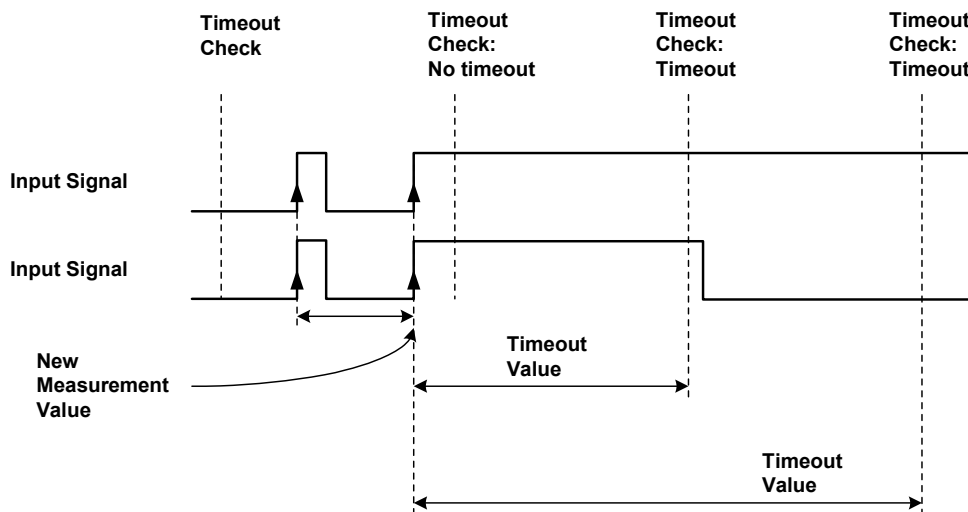 Timeout
Check
Timeout
Check:
No timeout
Timeout
Check:
Timeout
Timeout
Check:
Timeout
Input Signal
Input Signal
New
Measurement
Value
Timeout
Value
Timeout
Value